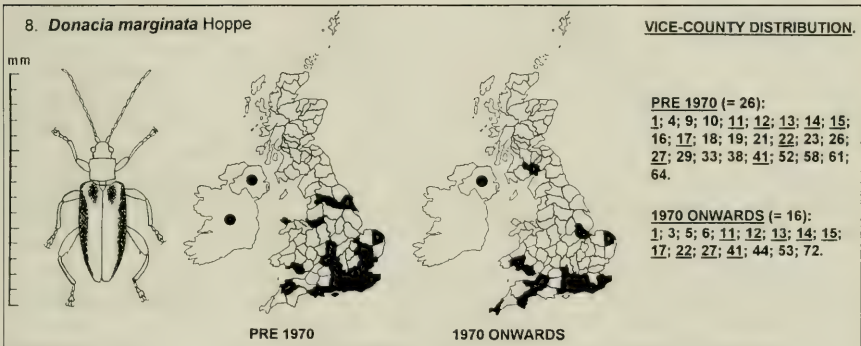 8. Donacia marginata Hoppe
mm
PRE 1970
1970 ONWARDS
VICE-COUNTY DISTRIBUTION.
PRE 1970 (= 26):
1; 4; 9; 10; 11; 12; 13; 14; 15;
16; 17; 18; 19; 21; 22; 23; 26;
27; 29; 33; 38; 41; 52; 58; 61;
64.
1970 ONWARDS (= 16):
1; 3; 5; 6; 11; 12; 13; 14; 15;
17; 22; 27; 41; 44; 53; 72.